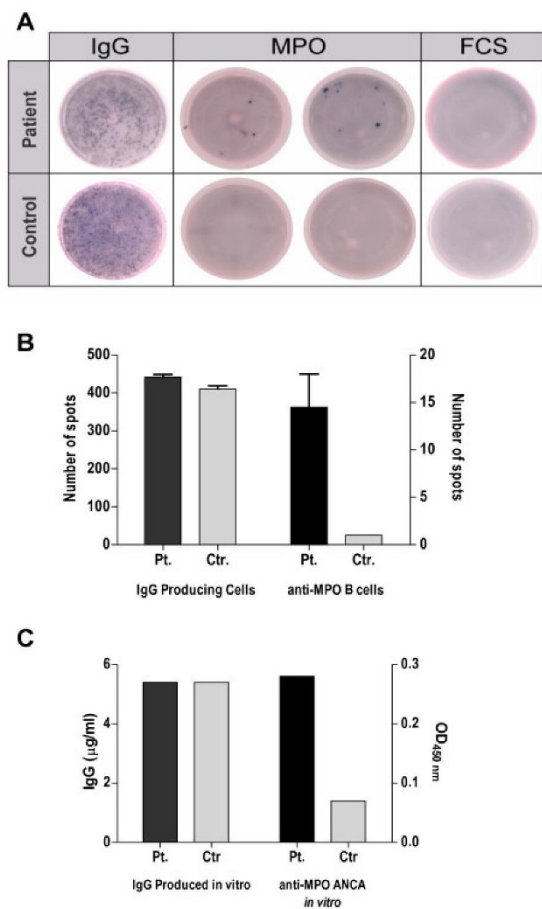 A
IgG MPO FCS
Patient
Control
B
Number of spots
500
400
300
200
100
0
20
15
10
5
0
Number of spots
Pt. Ctr. Pt. Ctr.
IgG Producing Cells anti-MPO B cells
C
IgG (μg/ml)
6
4
2
0
0.3
0.2
0.1
0.0
OD450 nm
Pt. Ctr Pt. Ctr
IgG Produced in vitro anti-MPO ANCA
in vitro